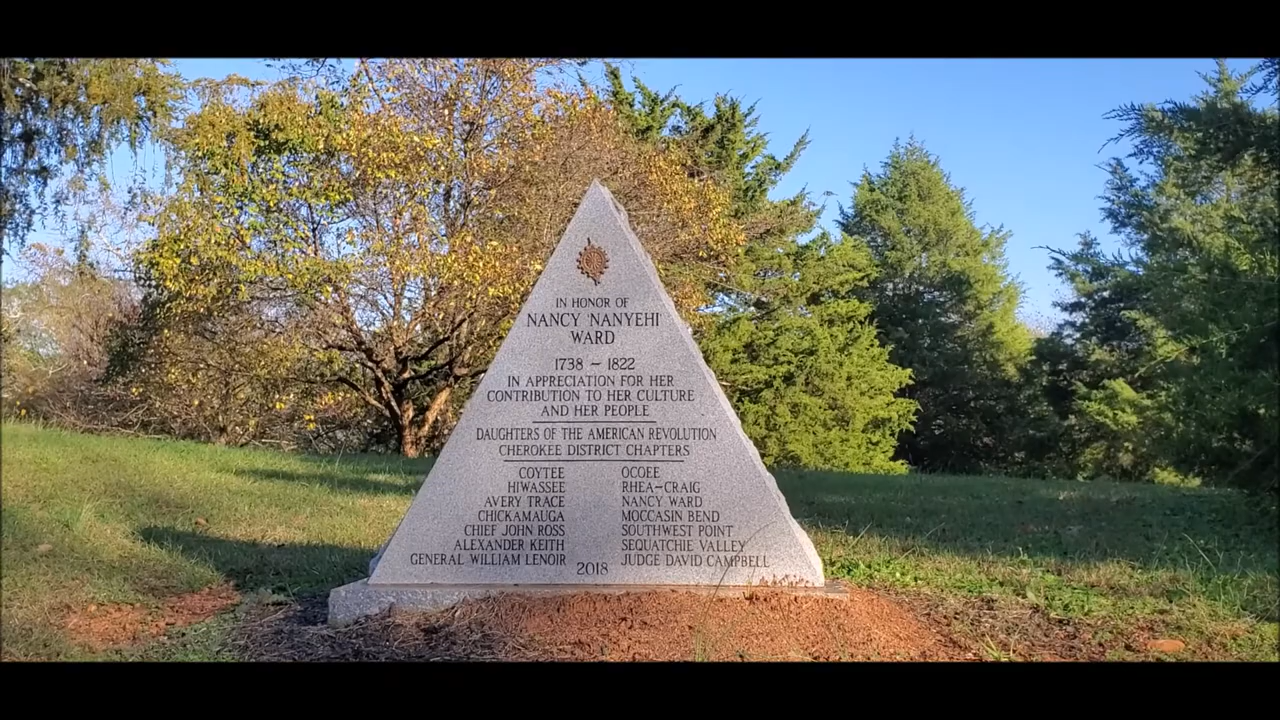 IN HONOR OF
NANCY 'NANYEHI'
WARD
1738 – 1822
IN APPRECIATION FOR HER
CONTRIBUTION TO HER CULTURE
AND HER PEOPLE
DAUGHTERS OF THE AMERICAN REVOLUTION
CHEROKEE DISTRICT CHAPTERS
COYTEE OCOEE
HIWASSEE RHEA-CRAIG
AVERY TRACE NANCY WARD
CHICKAMAUGA MOCCASIN BEND
CHIEF JOHN ROSS SOUTHWEST POINT
ALEXANDER KEITH SEQUATCHIE VALLEY
GENERAL WILLIAM LENOIR JUDGE DAVID CAMPBELL
2018